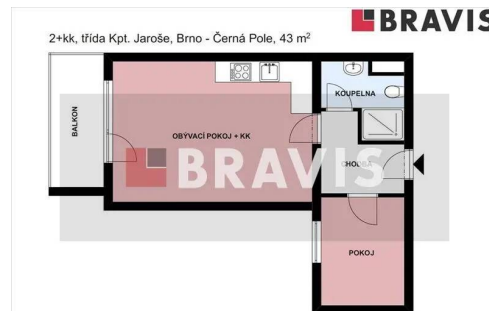 BRAVIS
2+kk, třída Kpt. Jaroše, Brno - Černá Pole, 43 m²
BALKON
KOUPELNA
OBÝVACÍ POKOJ + KK
BRAVIS
CHODBA
POKOJ